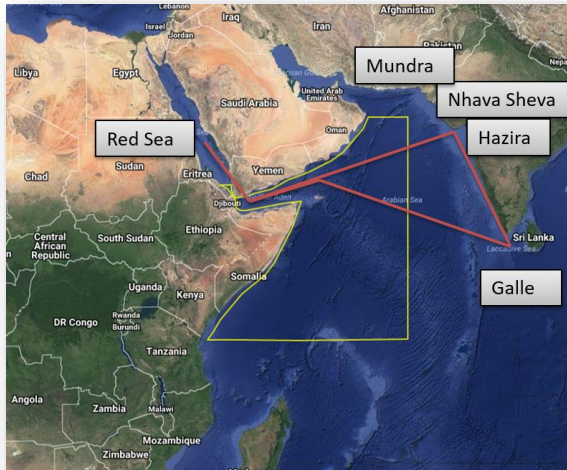 Lebanon
Afghanistan
Iraq
Iran
Israel
Jordan
Pakistan
Nepa
Mundra
Libya
Egypt
United Arab
Emirates
Nhava Sheva
Saudi Arabia
Oman
Hazira
Red Sea
Sudan
Eritrea
Yemen
Chad
Djibouti
Arabian Sea
Ethiopia
Central
African
Republic
South Sudan
Sri Lanka
Laccadive Sea
Somalia
Galle
Uganda
Kenya
Rwanda
Burundi
DR Congo
Tanzania
Angola
Zambia
Malawi
Mozambique
Zimbabwe